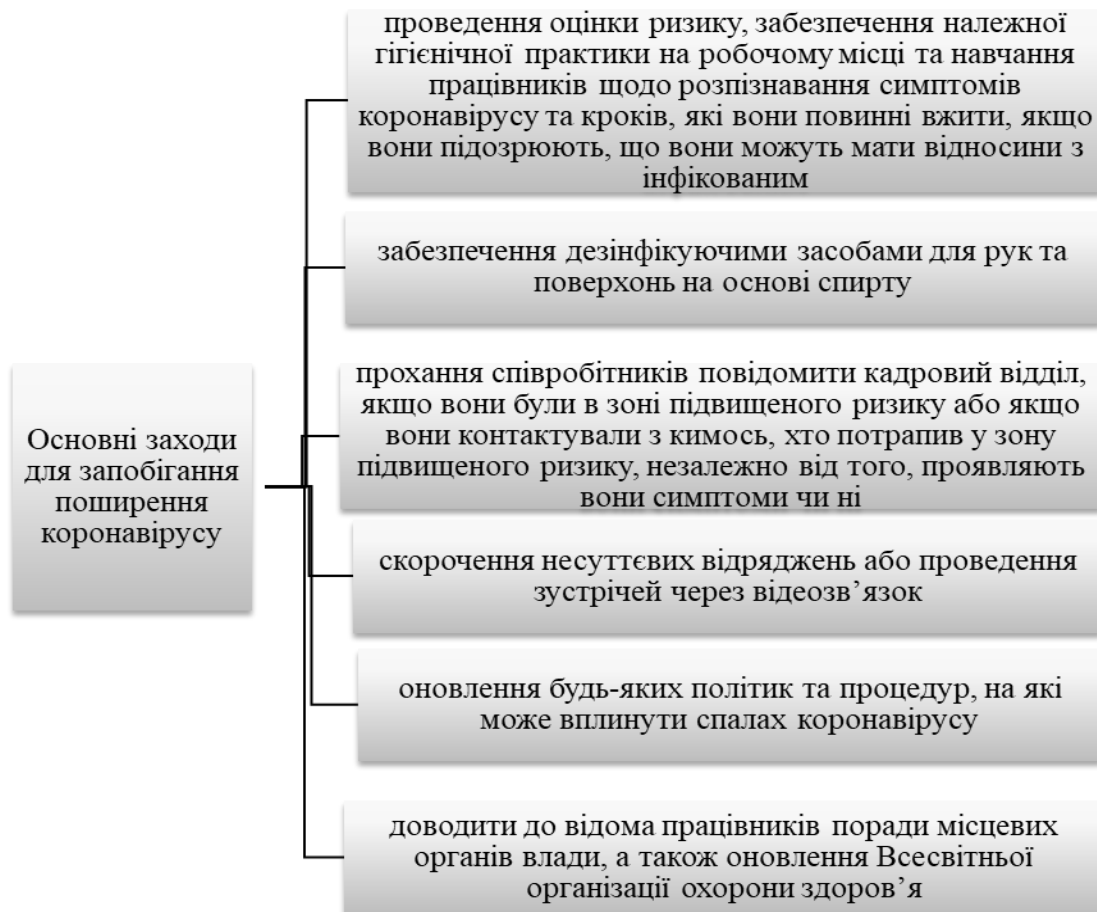 проведення оцінки ризику, забезпечення належної
гігієнічної практики на робочому місці та навчання
працівників щодо розпізнавання симптомів
коронавірусу та кроків, які вони повинні вжити, якщо
вони підозрюють, що вони можуть мати відносини з
інфікованим
забезпечення дезінфікуючими засобами для рук та
поверхонь на основі спирту
прохання співробітників повідомити кадровий відділ,
якщо вони були в зоні підвищеного ризику або якщо
вони контактували з кимось, хто потрапив у зону
підвищеного ризику, незалежно від того, проявляють
вони симптоми чи ні
Основні заходи
для запобігання
поширення
коронавірусу
скорочення несуттєвих відряджень або проведення
зустрічей через відеозв’язок
оновлення будь-яких політик та процедур, на які
може вплинути спалах коронавірусу
доводити до відома працівників поради місцевих
органів влади, а також оновлення Всесвітньої
організації охорони здоров’я